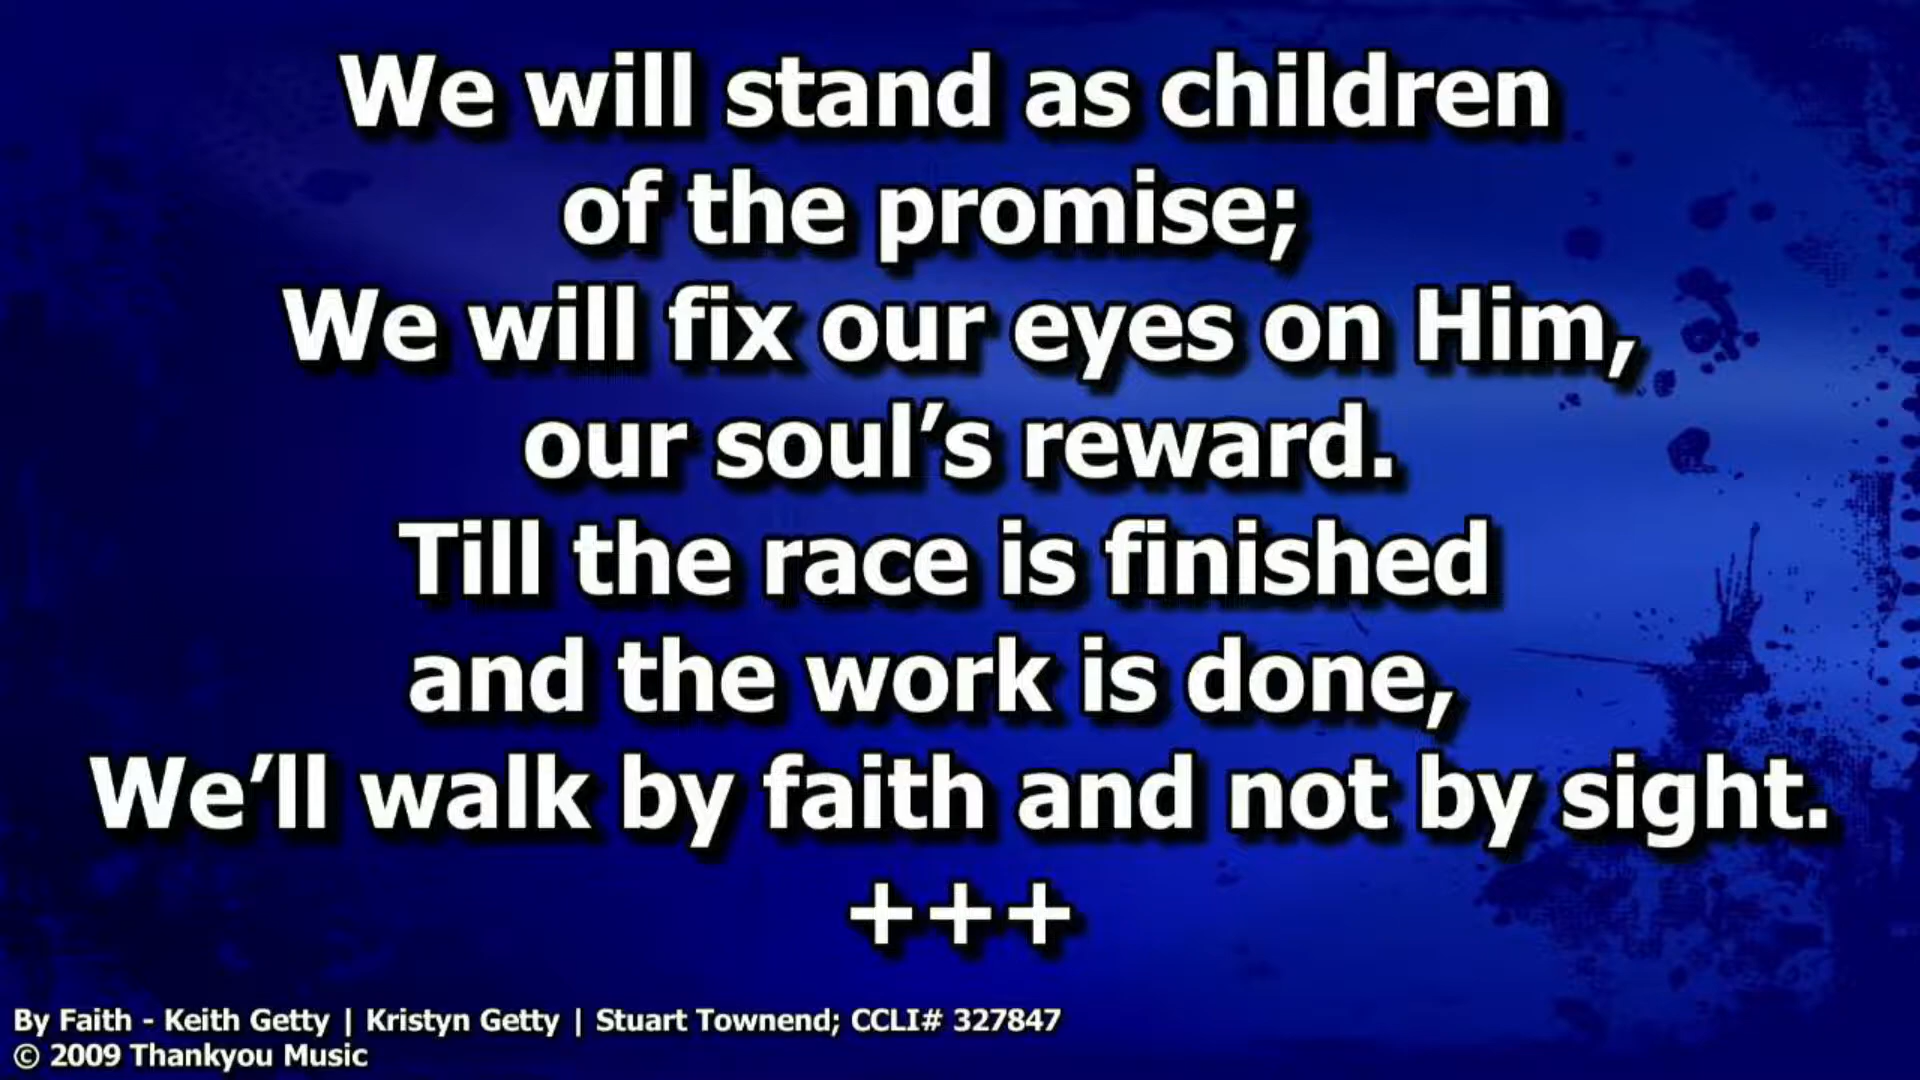 We will stand as children
of the promise;
We will fix our eyes on Him,
our soul’s reward.
Till the race is finished
and the work is done,
We’ll walk by faith and not by sight.
+++
By Faith - Keith Getty | Kristyn Getty | Stuart Townend; CCLI# 327847
© 2009 Thankyou Music